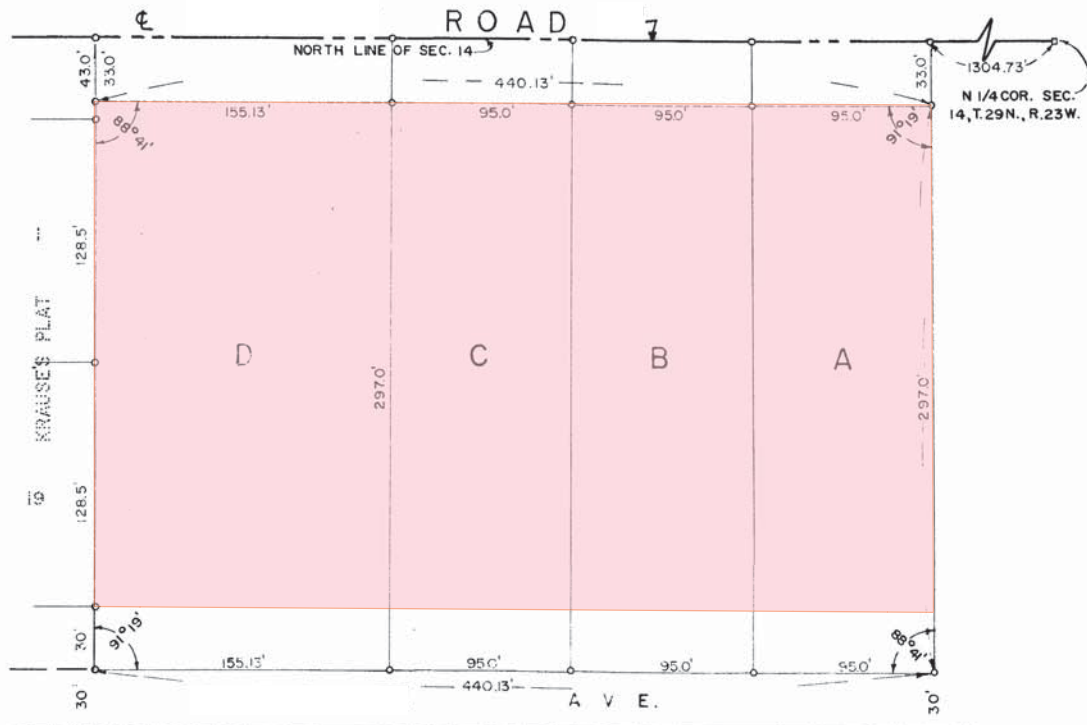 ℄ ROAD
NORTH LINE OF SEC. 14
43.0' 33.0' 33.0'
440.13'
1304.73'
N 1/4 COR. SEC.
14, T.29N., R.23W.
155.13' 95.0' 95.0' 95.0'
88°41' 91°19'
128.5'
KRAUSE'S PLAT
D C B A
297.0' 297.0'
128.5'
30' 91°19' 88°41'
155.13' 95.0' 95.0' 95.0'
440.13'
30' AVE. 30'